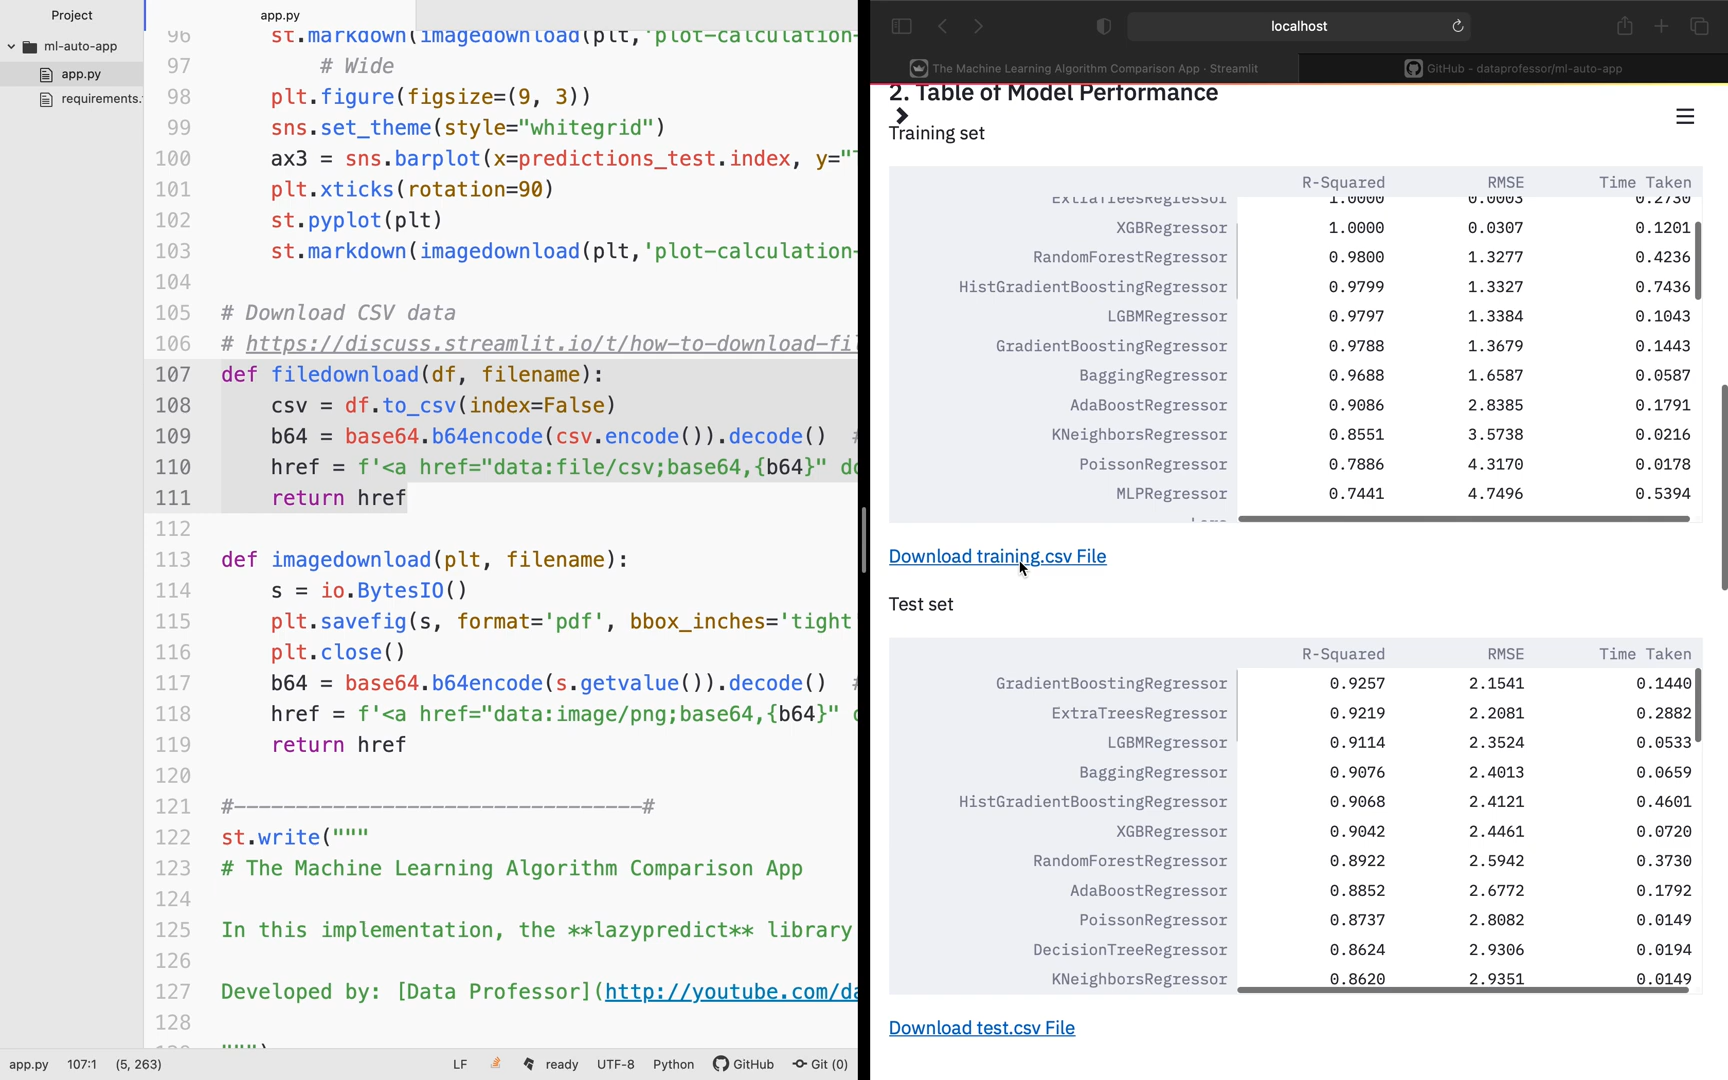 Project
ml-auto-app
app.py
requirements.
app.py
96 st.markdown(imagedownload(plt,'plot-calculation-
97 # Wide
98 plt.figure(figsize=(9, 3))
99 sns.set_theme(style="whitegrid")
100 ax3 = sns.barplot(x=predictions_test.index, y="
101 plt.xticks(rotation=90)
102 st.pyplot(plt)
103 st.markdown(imagedownload(plt,'plot-calculation-
104
105 # Download CSV data
106 # https://discuss.streamlit.io/t/how-to-download-fi
107 def filedownload(df, filename):
108 csv = df.to_csv(index=False)
109 b64 = base64.b64encode(csv.encode()).decode() #
110 href = f'<a href="data:file/csv;base64,{b64}" do
111 return href
112
113 def imagedownload(plt, filename):
114 s = io.BytesIO()
115 plt.savefig(s, format='pdf', bbox_inches='tight
116 plt.close()
117 b64 = base64.b64encode(s.getvalue()).decode() #
118 href = f'<a href="data:image/png;base64,{b64}" d
119 return href
120
121 #---------------------------------#
122 st.write("""
123 # The Machine Learning Algorithm Comparison App
124
125 In this implementation, the **lazypredict** library
126
127 Developed by: [Data Professor](http://youtube.com/da
128
""")
app.py 107:1 (5, 263) LF ready UTF-8 Python GitHub Git (0)
localhost
The Machine Learning Algorithm Comparison App · Streamlit
GitHub - dataprofessor/ml-auto-app
2. Table of Model Performance
Training set
R-Squared RMSE Time Taken
ExtraTreesRegressor 1.0000 0.0003 0.2730
XGBRegressor 1.0000 0.0307 0.1201
RandomForestRegressor 0.9800 1.3277 0.4236
HistGradientBoostingRegressor 0.9799 1.3327 0.7436
LGBMRegressor 0.9797 1.3384 0.1043
GradientBoostingRegressor 0.9788 1.3679 0.1443
BaggingRegressor 0.9688 1.6587 0.0587
AdaBoostRegressor 0.9086 2.8385 0.1791
KNeighborsRegressor 0.8551 3.5738 0.0216
PoissonRegressor 0.7886 4.3170 0.0178
MLPRegressor 0.7441 4.7496 0.5394
Download training.csv File
Test set
R-Squared RMSE Time Taken
GradientBoostingRegressor 0.9257 2.1541 0.1440
ExtraTreesRegressor 0.9219 2.2081 0.2882
LGBMRegressor 0.9114 2.3524 0.0533
BaggingRegressor 0.9076 2.4013 0.0659
HistGradientBoostingRegressor 0.9068 2.4121 0.4601
XGBRegressor 0.9042 2.4461 0.0720
RandomForestRegressor 0.8922 2.5942 0.3730
AdaBoostRegressor 0.8852 2.6772 0.1792
PoissonRegressor 0.8737 2.8082 0.0149
DecisionTreeRegressor 0.8624 2.9306 0.0194
KNeighborsRegressor 0.8620 2.9351 0.0149
Download test.csv File